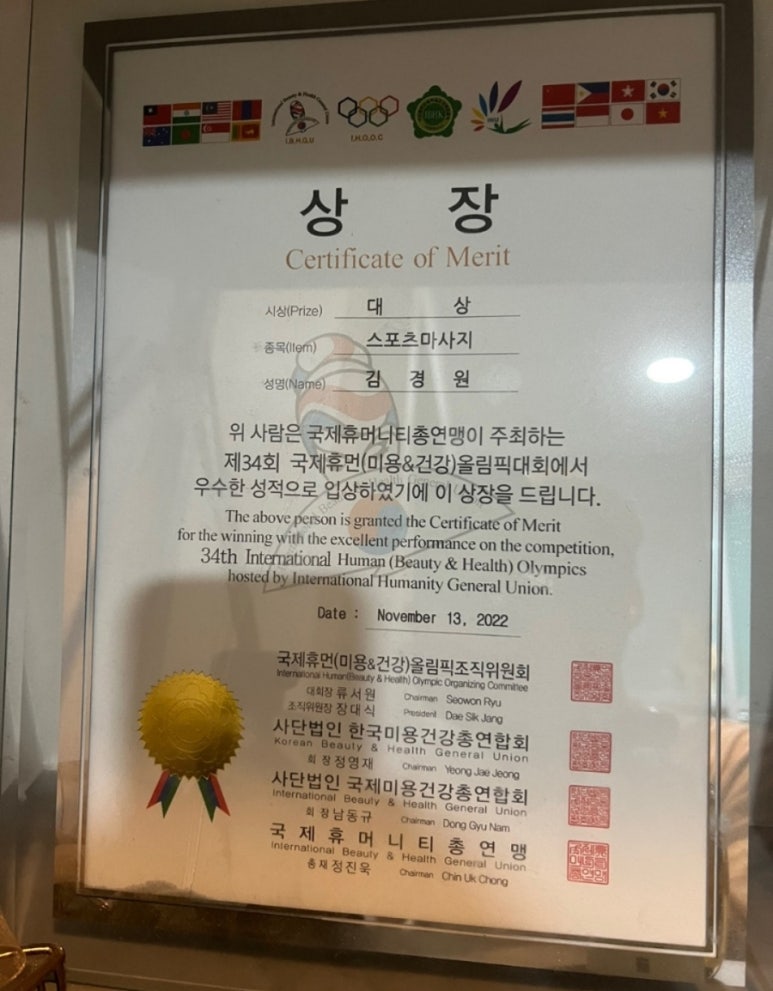 International Beauty & Health General Union
I.B.H.G.U
I.H.O.O.C
상 장
Certificate of Merit
시상(Prize) 대 상
종목(Item) 스포츠마사지
성명(Name) 김 경 원
위 사람은 국제휴머니티총연맹이 주최하는
제34회 국제휴먼(미용&건강)올림픽대회에서
우수한 성적으로 입상하였기에 이 상장을 드립니다.
The above person is granted the Certificate of Merit
for the winning with the excellent performance on the competition,
34th International Human (Beauty & Health) Olympics
hosted by International Humanity General Union.
Date : November 13, 2022
국제휴먼(미용&건강)올림픽조직위원회
International Human(Beauty & Health) Olympic Organizing Committee
대회장 류서원 Chairman Seowon Ryu
조직위원장 장대식 President Dae Sik Jang
사단법인 한국미용건강총연합회
Korean Beauty & Health General Union
회장 정영재 Chairman Yeong Jae Jeong
사단법인 국제미용건강총연합회
International Beauty & Health General Union
회장 남동규 Chairman Dong Gyu Nam
국제휴머니티총연맹
International Beauty & Health General Union
총재 정진욱 Chairman Chin Uk Chong